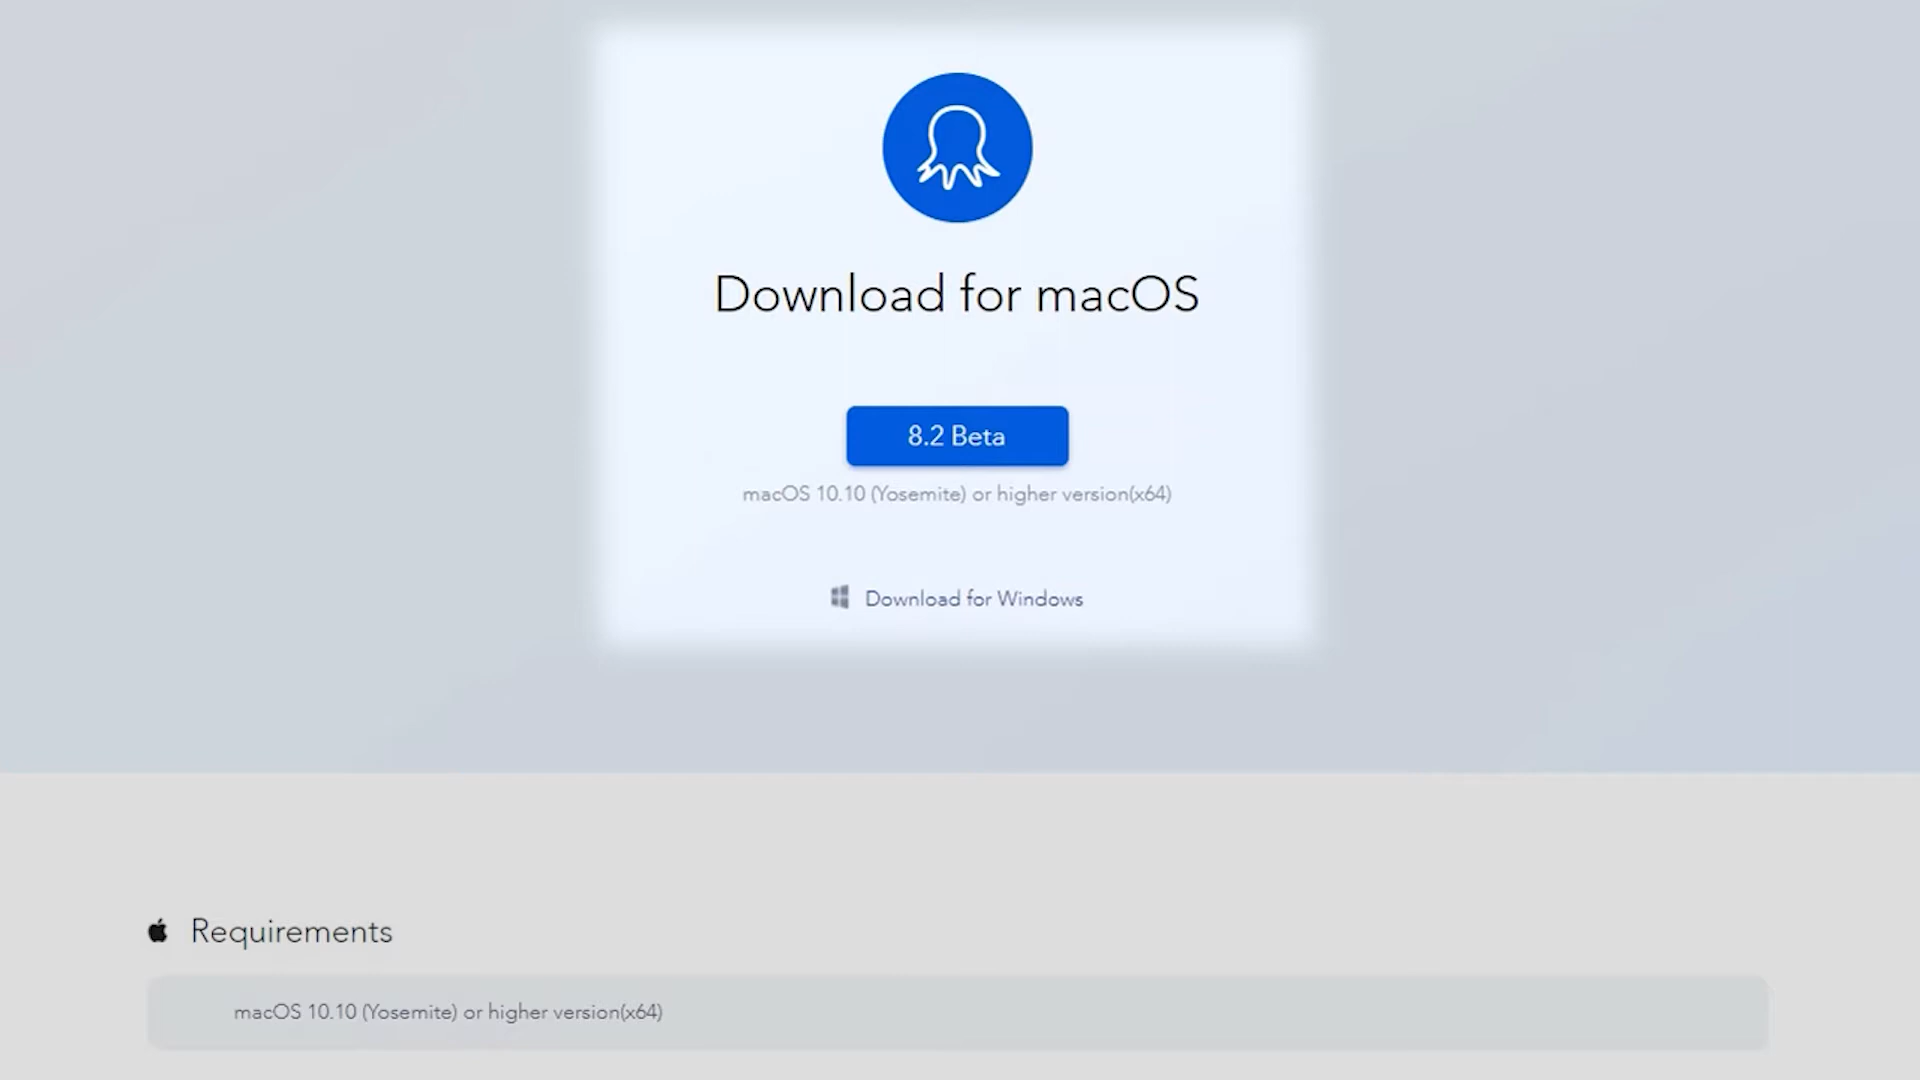 Download for macOS
8.2 Beta
macOS 10.10 (Yosemite) or higher version(x64)
Download for Windows
Requirements
macOS 10.10 (Yosemite) or higher version(x64)